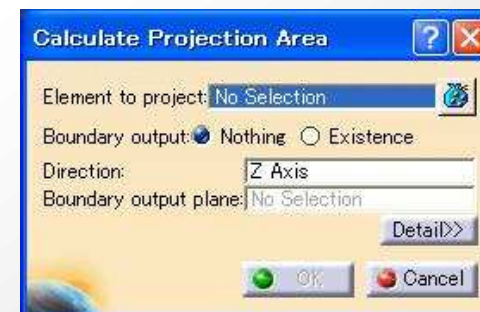 Calculate Projection Area
Element to project: No Selection
Boundary output: Nothing Existence
Direction: Z Axis
Boundary output plane: No Selection
Detail>>
OK Cancel